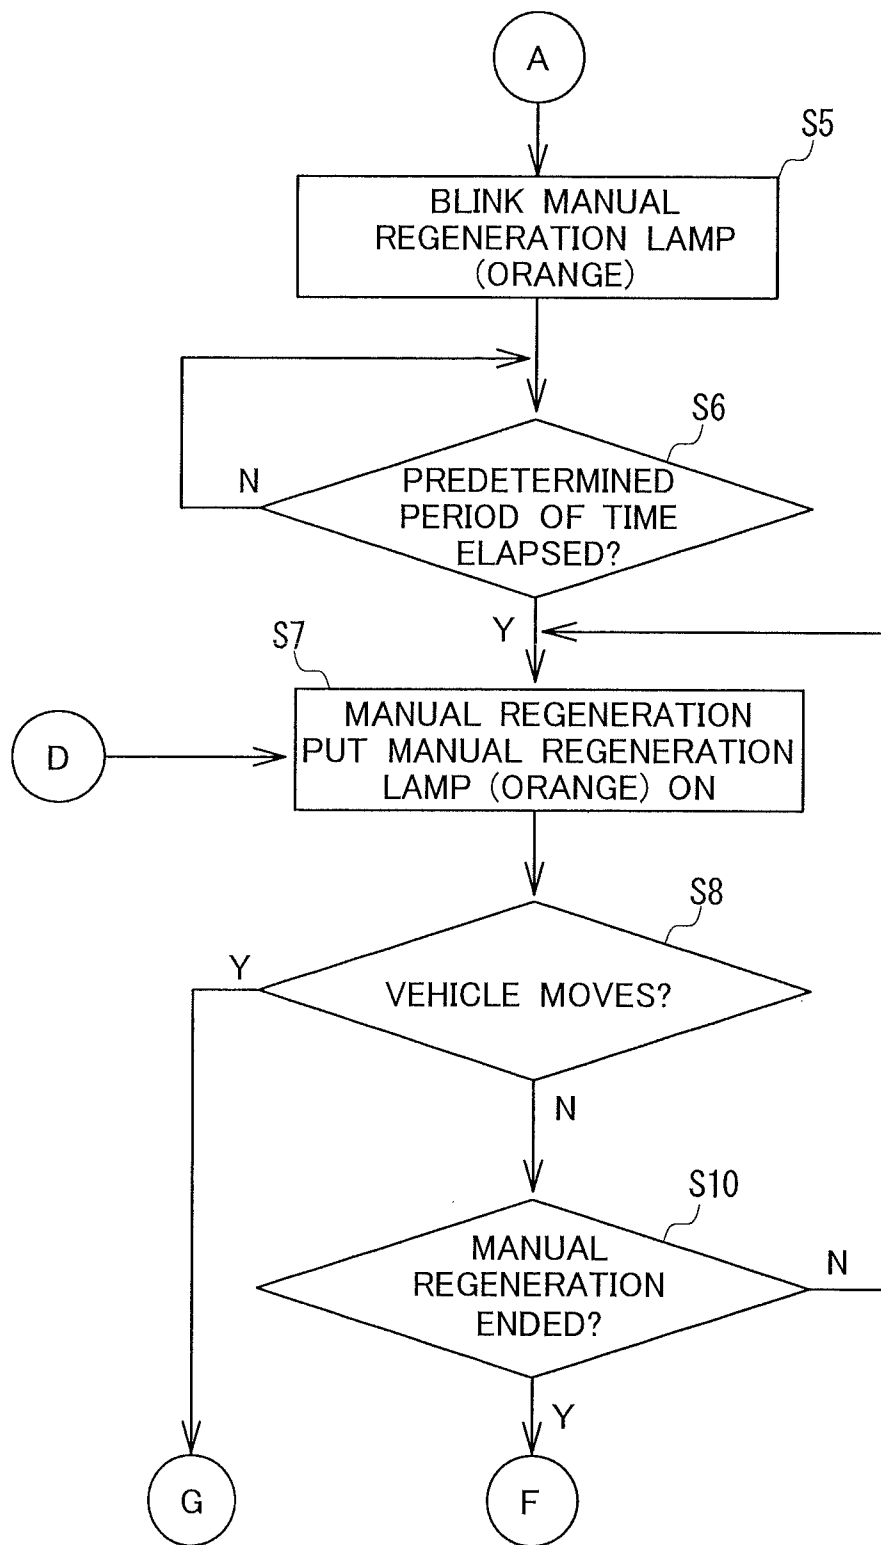 A
S5
BLINK MANUAL
REGENERATION LAMP
(ORANGE)
S6
N
PREDETERMINED
PERIOD OF TIME
ELAPSED?
Y
S7
D
MANUAL REGENERATION
PUT MANUAL REGENERATION
LAMP (ORANGE) ON
S8
Y
VEHICLE MOVES?
N
S10
MANUAL
REGENERATION
ENDED?
N
Y
G
F